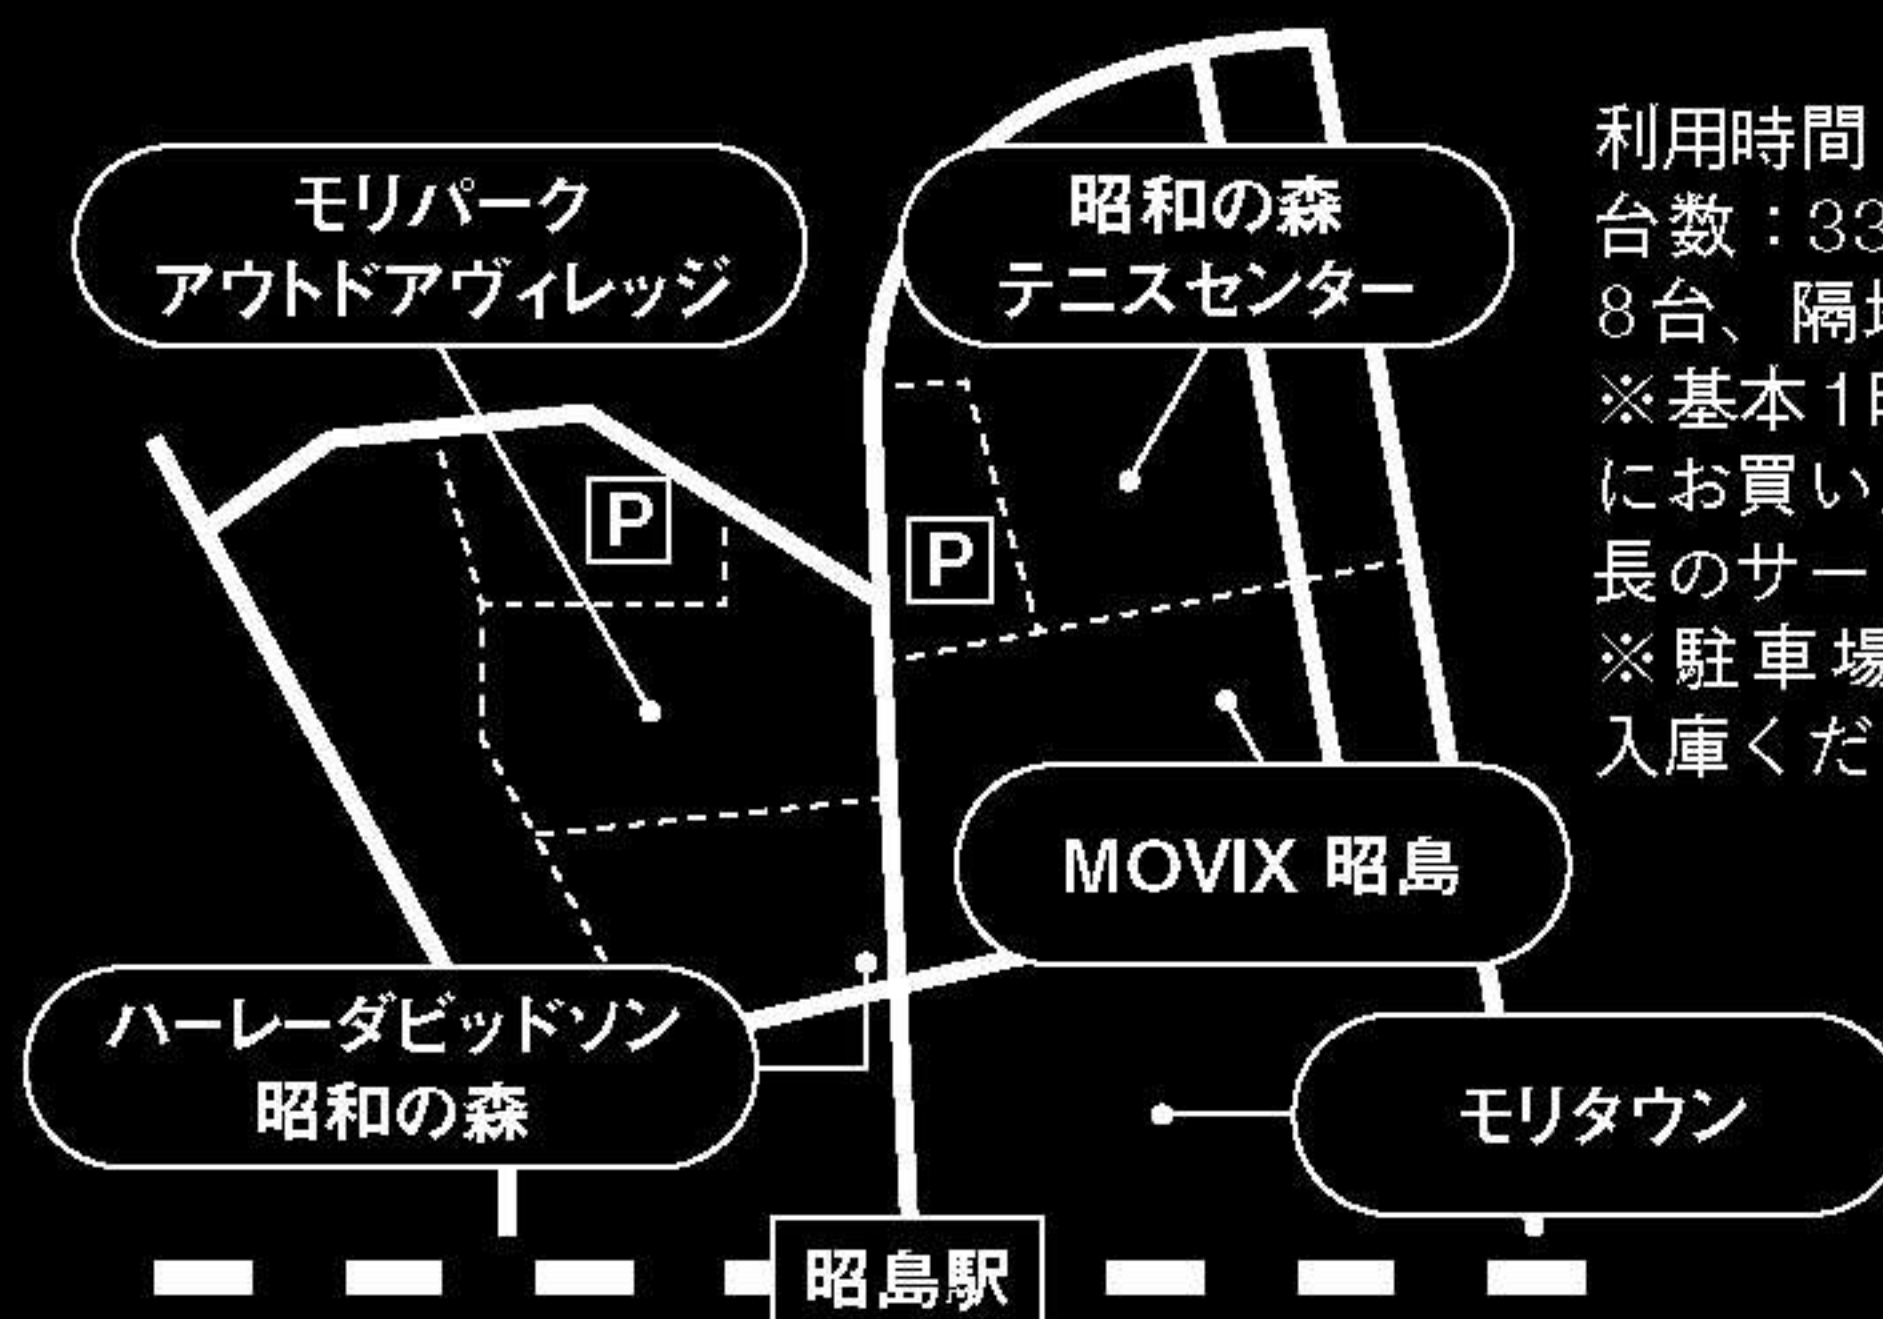 モリパーク
アウトドアヴィレッジ
昭和の森
テニスセンター
P
P
MOVIX 昭島
ハーレーダビッドソン
昭和の森
モリタウン
昭島駅
利用時間
台数：33
8台、隔
※基本1
にお買い
長のサー
※駐車場
入庫くだ